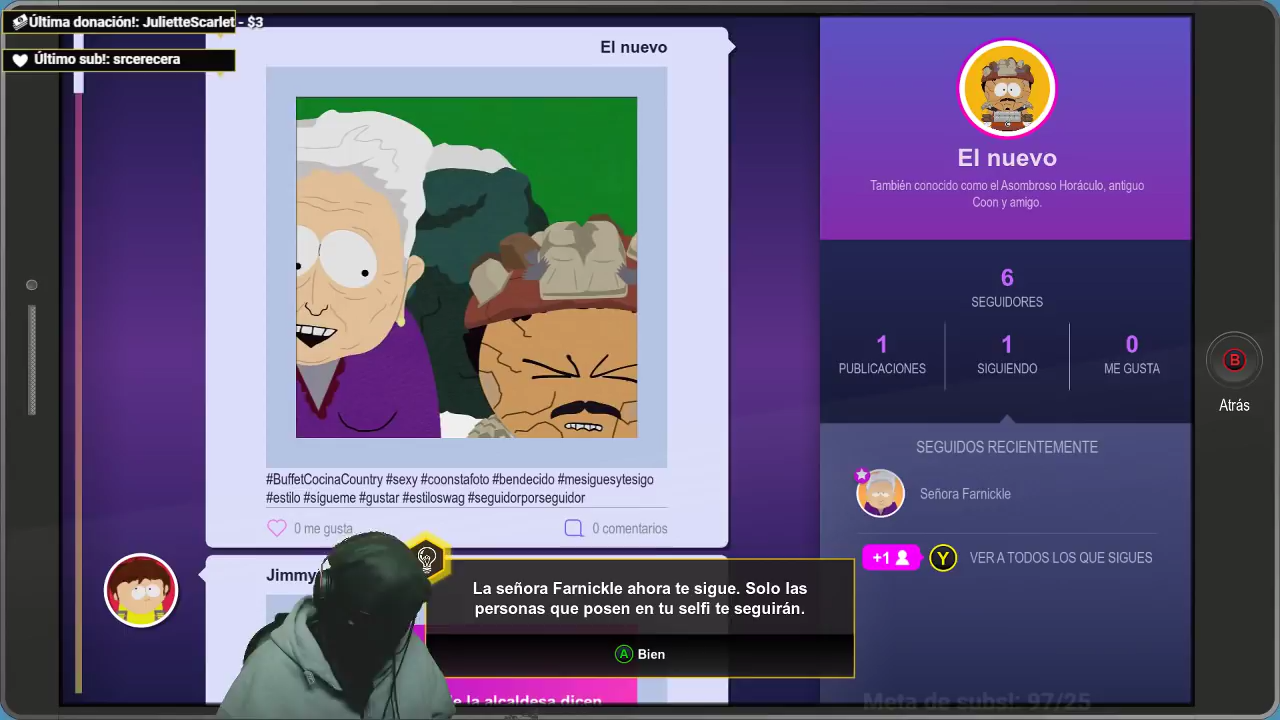 Última donación!: JulietteScarlet - $3
Último sub!: srcerecera
El nuevo
#BuffetCocinaCountry #sexy #coonstafoto #bendecido #mesiguesytesigo
#estilo #sigueme #gustar #estiloswag #seguidorporseguidor
0 me gusta
0 comentarios
Jimmy
La señora Farnickle ahora te sigue. Solo las
personas que posen en tu selfi te seguirán.
A Bien
de la alcaldesa dicen
El nuevo
También conocido como el Asombroso Horáculo, antiguo
Coon y amigo.
6
SEGUIDORES
1
PUBLICACIONES
1
SIGUIENDO
0
ME GUSTA
SEGUIDOS RECIENTEMENTE
Señora Farnickle
+1 Y VER A TODOS LOS QUE SIGUES
Meta de subs!: 97/25
B
Atrás